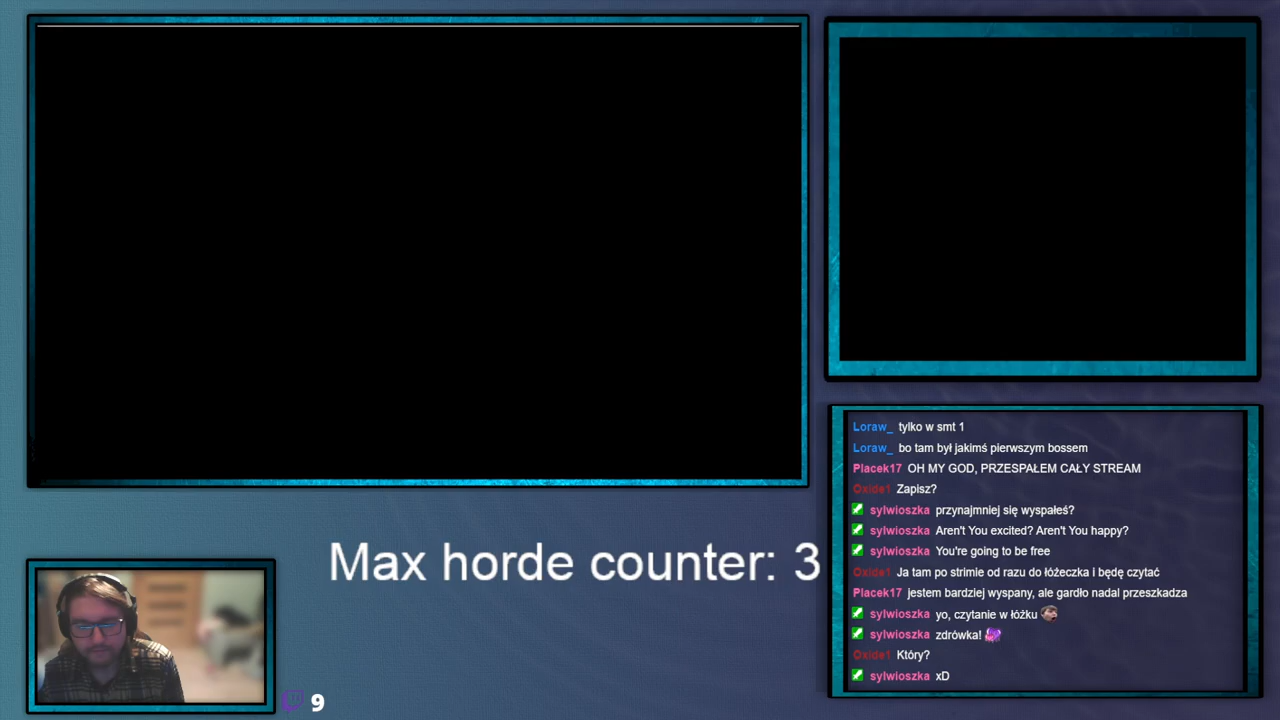 Loraw_ tylko w smt 1
Loraw_ bo tam był jakimś pierwszym bossem
Placek17 OH MY GOD, PRZESPAŁEM CAŁY STREAM
Oxide1 Zapisz?
sylwioszka przynajmniej się wyspałeś?
sylwioszka Aren't You excited? Aren't You happy?
sylwioszka You're going to be free
Oxide1 Ja tam po strimie od razu do łóżeczka i będę czytać
Placek17 jestem bardziej wyspany, ale gardło nadal przeszkadza
sylwioszka yo, czytanie w łóżku
sylwioszka zdrówka!
Oxide1 Który?
sylwioszka xD
Max horde counter: 3
9